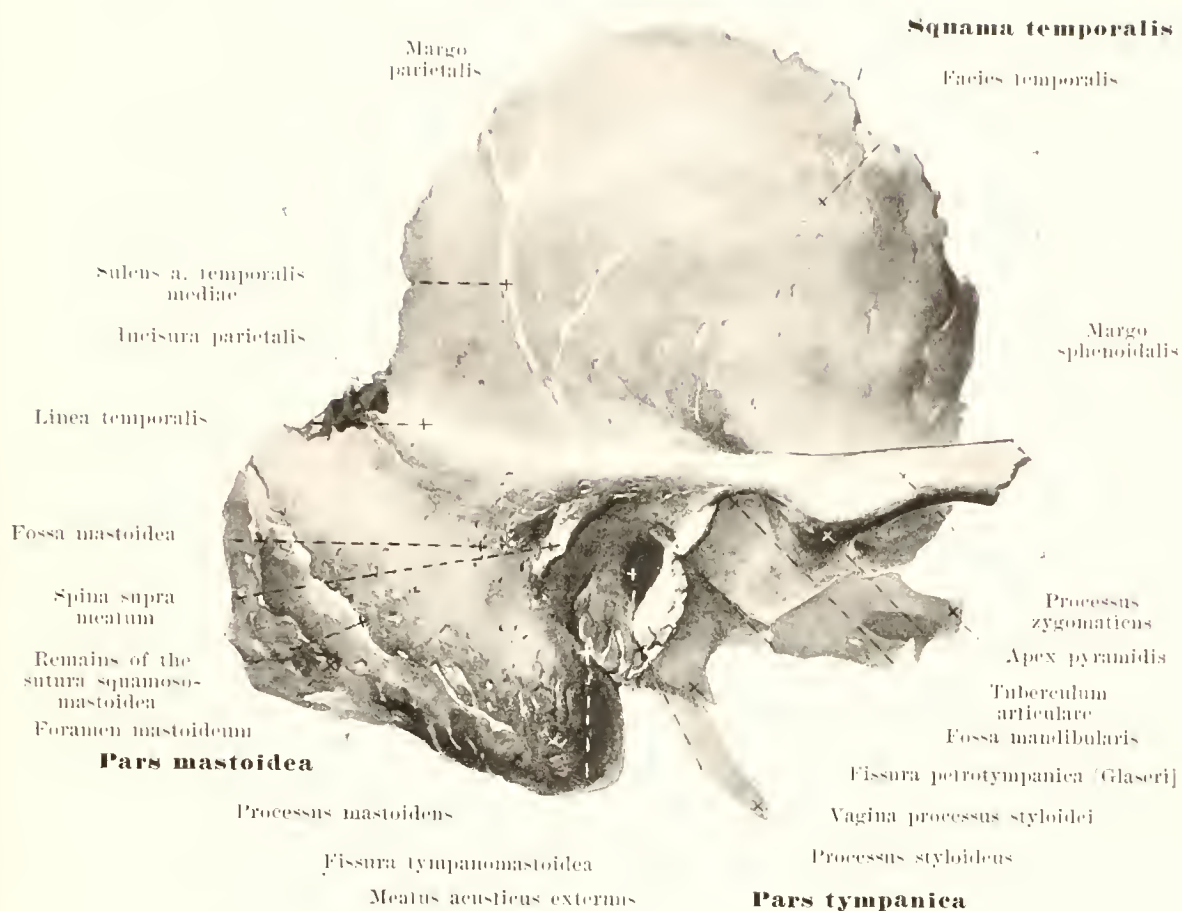 Squama temporalis
Margo
parietalis
Facies temporalis
Sulcus a. temporalis
mediae
Incisura parietalis
Margo
sphenoidalis
Linea temporalis
Fossa mastoidea
Spina supra
meatum
Remains of the
sutura squamoso-
mastoidea
Foramen mastoideum
Pars mastoidea
Processus
zygomaticus
Apex pyramidis
Tuberculum
articulare
Fossa mandibularis
Fissura petrotympanica [Glaseri]
Vagina processus styloidei
Processus styloideus
Processus mastoideus
Fissura tympanomastoidea
Meatus acusticus externus
Pars tympanica